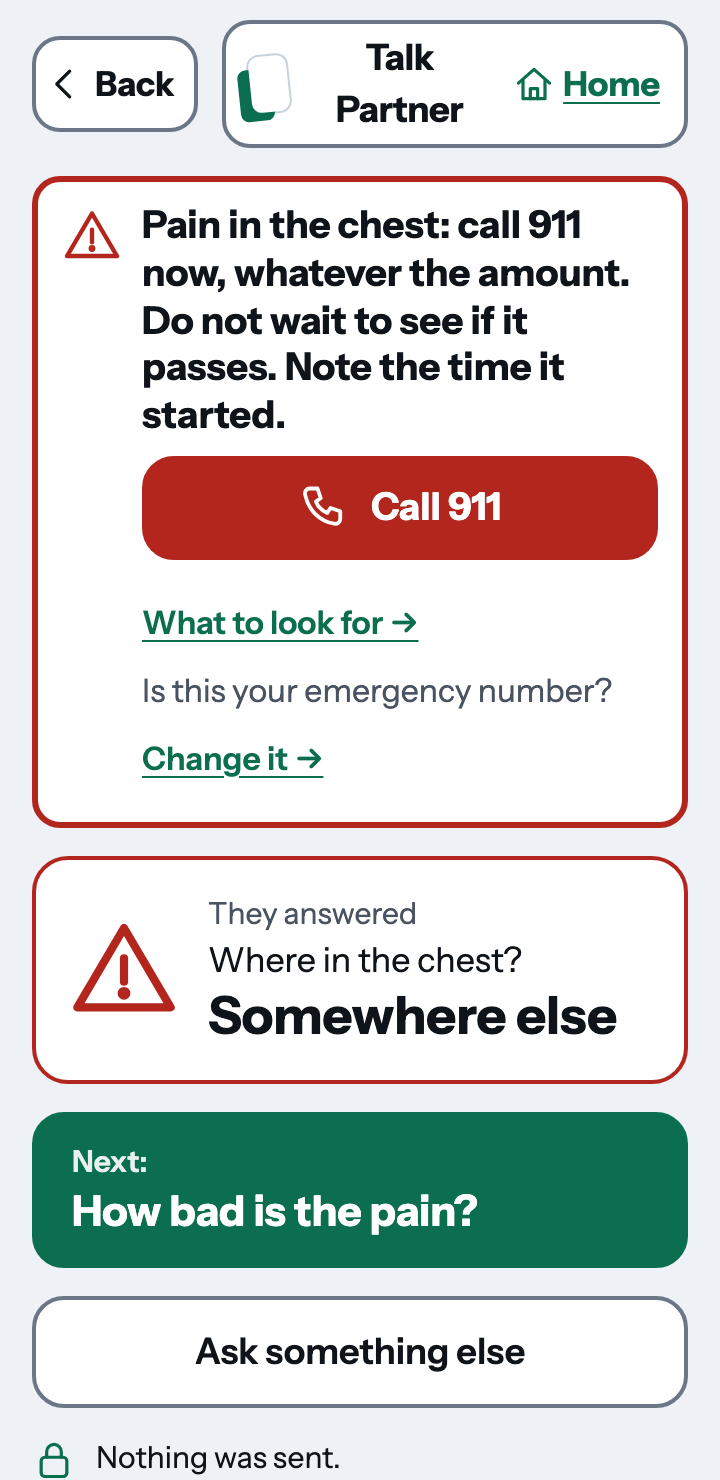 Back
Talk
Partner
Home
Pain in the chest: call 911
now, whatever the amount.
Do not wait to see if it
passes. Note the time it
started.
Call 911
What to look for →
Is this your emergency number?
Change it →
They answered
Where in the chest?
Somewhere else
Next:
How bad is the pain?
Ask something else
Nothing was sent.